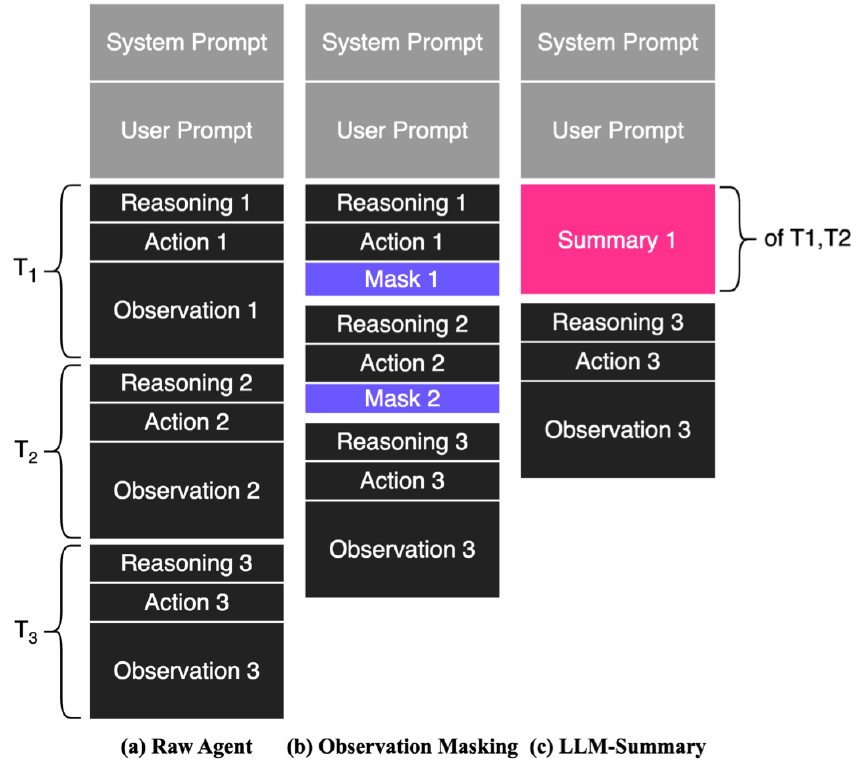 System Prompt
User Prompt
T1
Reasoning 1
Action 1
Observation 1
T2
Reasoning 2
Action 2
Observation 2
T3
Reasoning 3
Action 3
Observation 3
(a) Raw Agent
System Prompt
User Prompt
Reasoning 1
Action 1
Mask 1
Reasoning 2
Action 2
Mask 2
Reasoning 3
Action 3
Observation 3
(b) Observation Masking
System Prompt
User Prompt
Summary 1
of T1,T2
Reasoning 3
Action 3
Observation 3
(c) LLM-Summary